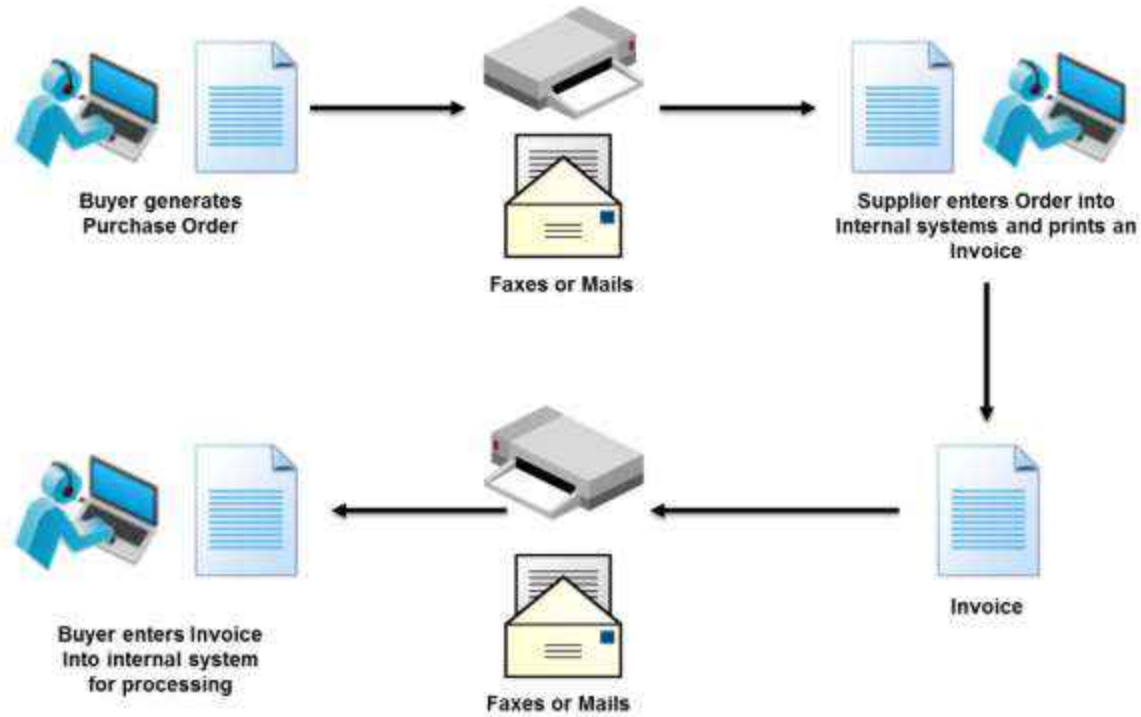 Buyer generates
Purchase Order
Faxes or Mails
Supplier enters Order into
Internal systems and prints an
Invoice
Invoice
Faxes or Mails
Buyer enters Invoice
Into internal system
for processing